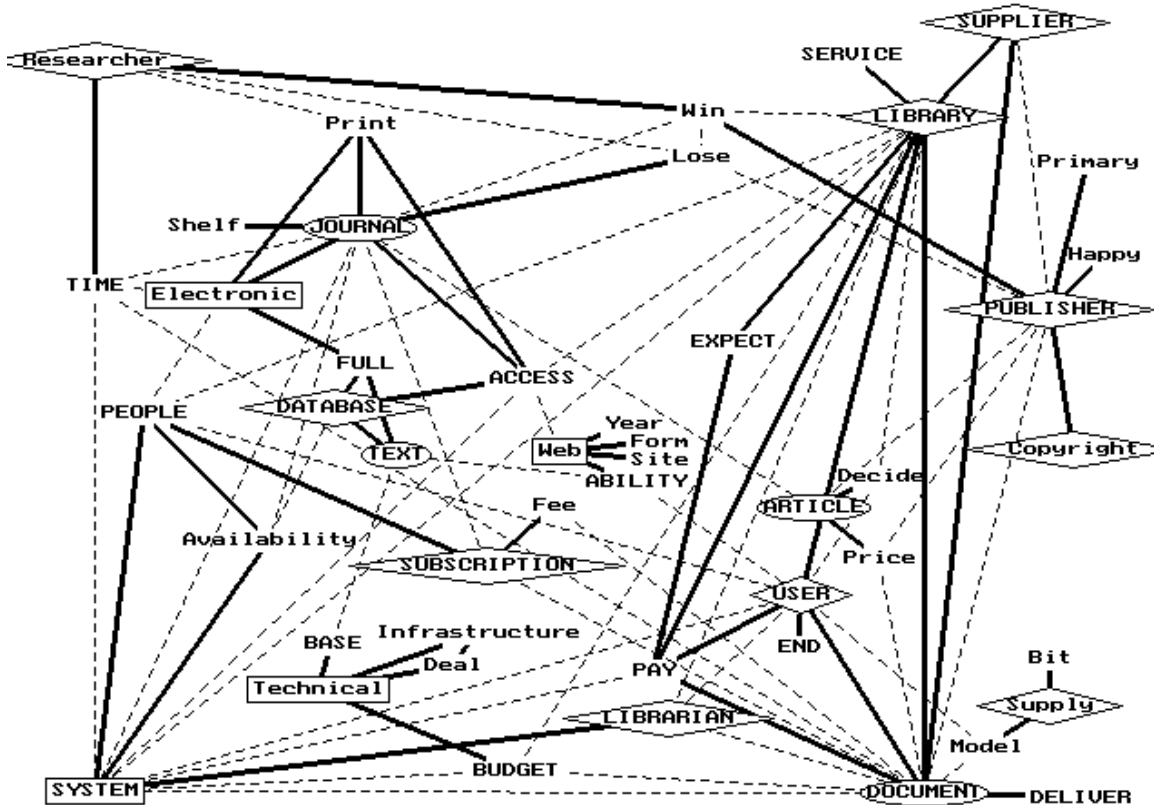 SUPPLIER
Researcher
SERVICE
Win
LIBRARY
Print
Lose
Primary
Shelf
JOURNAL
Happy
TIME
Electronic
PUBLISHER
EXPECT
FULL
ACCESS
PEOPLE
DATABASE
Year
Form
Web
Site
TEXT
Copyright
ABILITY
Decide
Fee
ARTICLE
Availability
Price
SUBSCRIPTION
USER
Infrastructure
BASE
END
Deal
PAY
Bit
Technical
Supply
LIBRARIAN
Model
BUDGET
SYSTEM
DOCUMENT
DELIVER